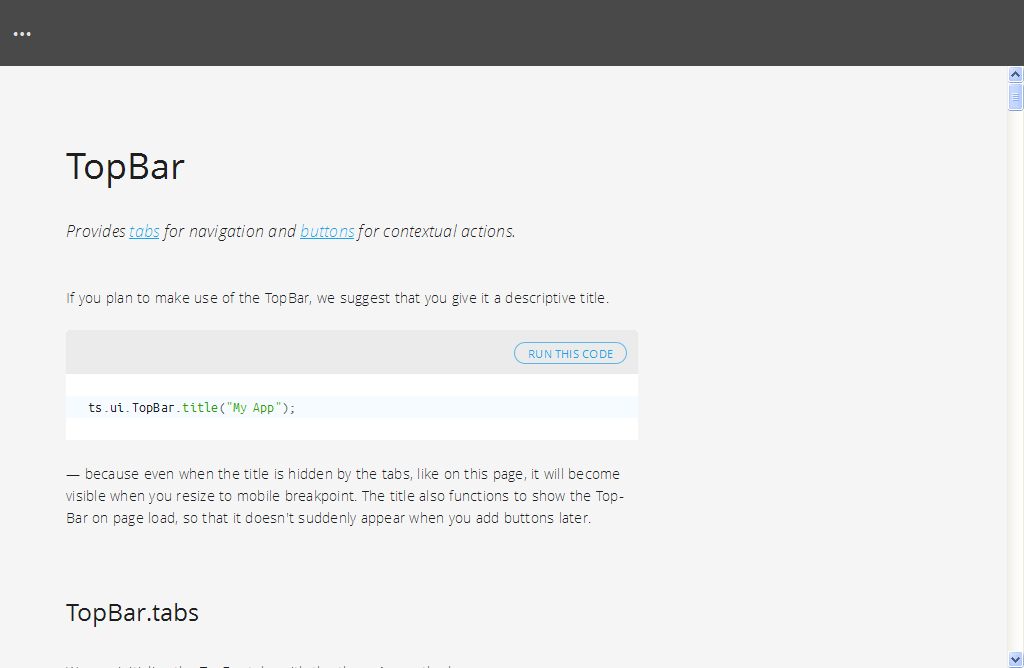 TopBar
Provides tabs for navigation and buttons for contextual actions.
If you plan to make use of the TopBar, we suggest that you give it a descriptive title.
RUN THIS CODE
ts.ui.TopBar.title("My App");
— because even when the title is hidden by the tabs, like on this page, it will become
visible when you resize to mobile breakpoint. The title also functions to show the Top-
Bar on page load, so that it doesn't suddenly appear when you add buttons later.
TopBar.tabs